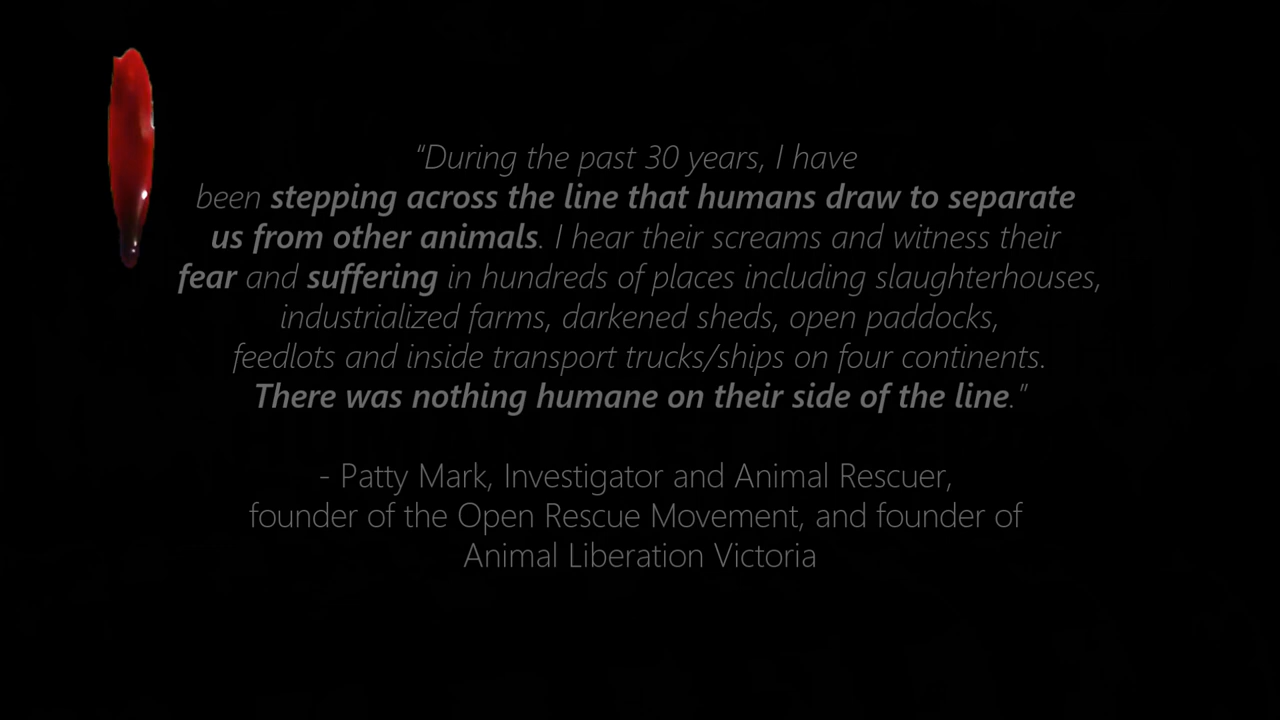 “During the past 30 years, I have
been stepping across the line that humans draw to separate
us from other animals. I hear their screams and witness their
fear and suffering in hundreds of places including slaughterhouses,
industrialized farms, darkened sheds, open paddocks,
feedlots and inside transport trucks/ships on four continents.
There was nothing humane on their side of the line.”
- Patty Mark, Investigator and Animal Rescuer,
founder of the Open Rescue Movement, and founder of
Animal Liberation Victoria